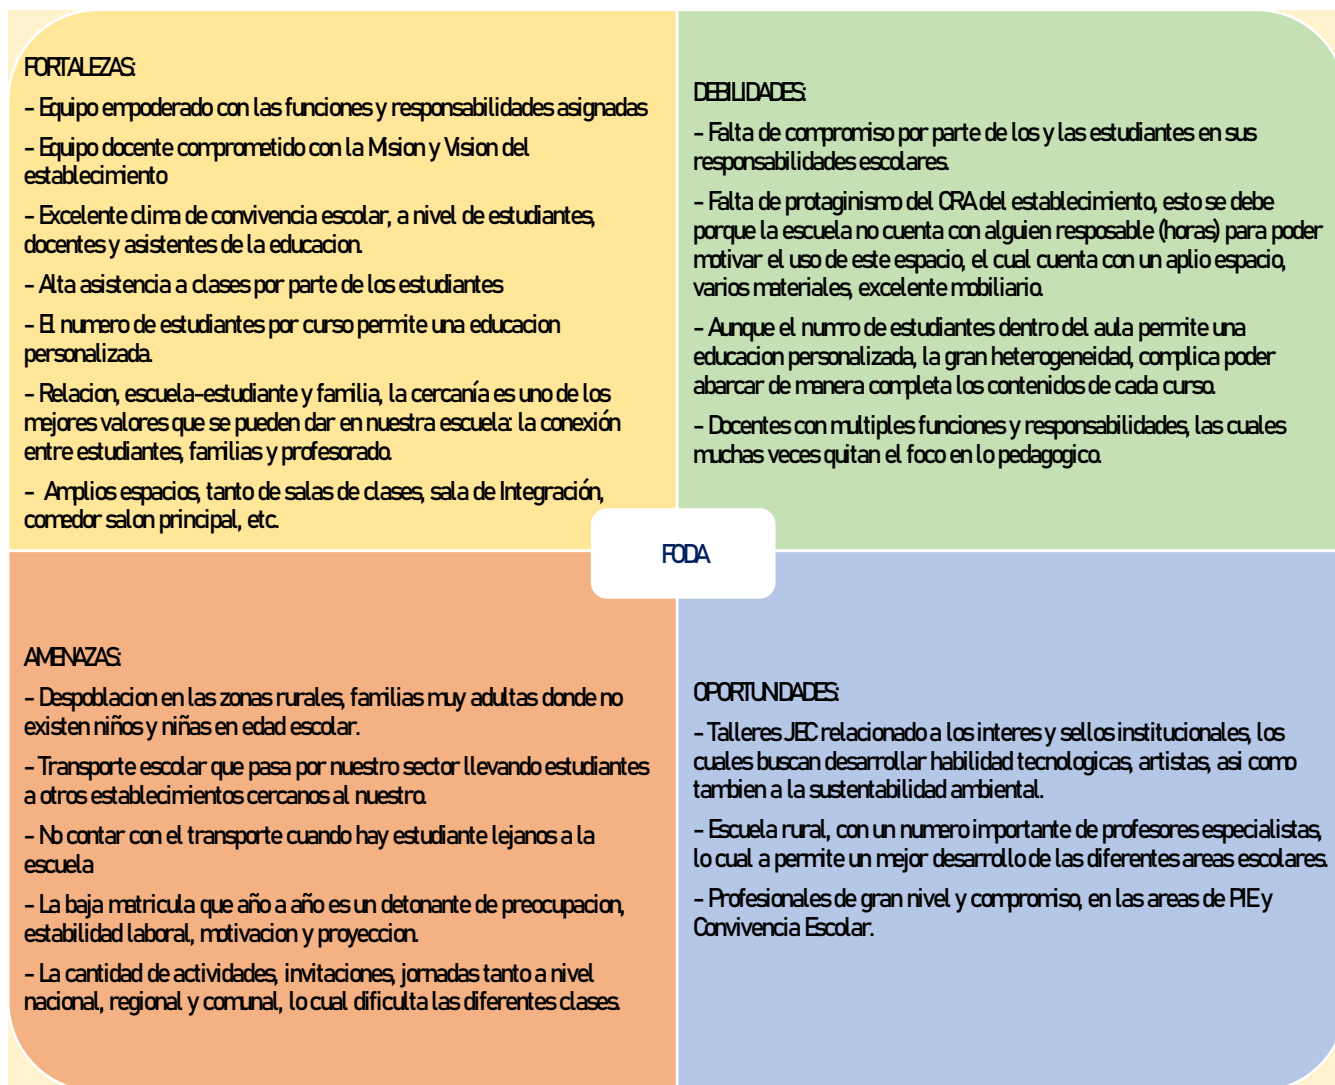 FORTALEZAS:
- Equipo empoderado con las funciones y responsabilidades asignadas
- Equipo docente comprometido con la Mision y Vision del
establecimiento
- Excelente clima de convivencia escolar, a nivel de estudiantes,
docentes y asistentes de la educacion.
- Alta asistencia a clases por parte de los estudiantes
- El numero de estudiantes por curso permite una educacion
personalizada.
- Relacion, escuela-estudiante y familia, la cercanía es uno de los
mejores valores que se pueden dar en nuestra escuela: la conexión
entre estudiantes, familias y profesorado.
- Amplios espacios, tanto de salas de clases, sala de Integración,
comedor salon principal, etc.
DEBILIDADES:
- Falta de compromiso por parte de los y las estudiantes en sus
responsabilidades escolares.
- Falta de protaginismo del CRA del establecimiento, esto se debe
porque la escuela no cuenta con alguien resposable (horas) para poder
motivar el uso de este espacio, el cual cuenta con un aplio espacio,
varios materiales, excelente mobiliario.
- Aunque el numro de estudiantes dentro del aula permite una
educacion personalizada, la gran heterogeneidad, complica poder
abarcar de manera completa los contenidos de cada curso.
- Docentes con multiples funciones y responsabilidades, las cuales
muchas veces quitan el foco en lo pedagogico.
FODA
AMENAZAS:
- Despoblacion en las zonas rurales, familias muy adultas donde no
existen niños y niñas en edad escolar.
- Transporte escolar que pasa por nuestro sector llevando estudiantes
a otros establecimientos cercanos al nuestro.
- No contar con el transporte cuando hay estudiante lejanos a la
escuela
- La baja matricula que año a año es un detonante de preocupacion,
estabilidad laboral, motivacion y proyeccion.
- La cantidad de actividades, invitaciones, jornadas tanto a nivel
nacional, regional y comunal, lo cual dificulta las diferentes clases.
OPORTUNIDADES:
- Talleres JEC relacionado a los interes y sellos institucionales, los
cuales buscan desarrollar habilidad tecnologicas, artistas, asi como
tambien a la sustentabilidad ambiental.
- Escuela rural, con un numero importante de profesores especialistas,
lo cual a permite un mejor desarrollo de las diferentes areas escolares.
- Profesionales de gran nivel y compromiso, en las areas de PIE y
Convivencia Escolar.